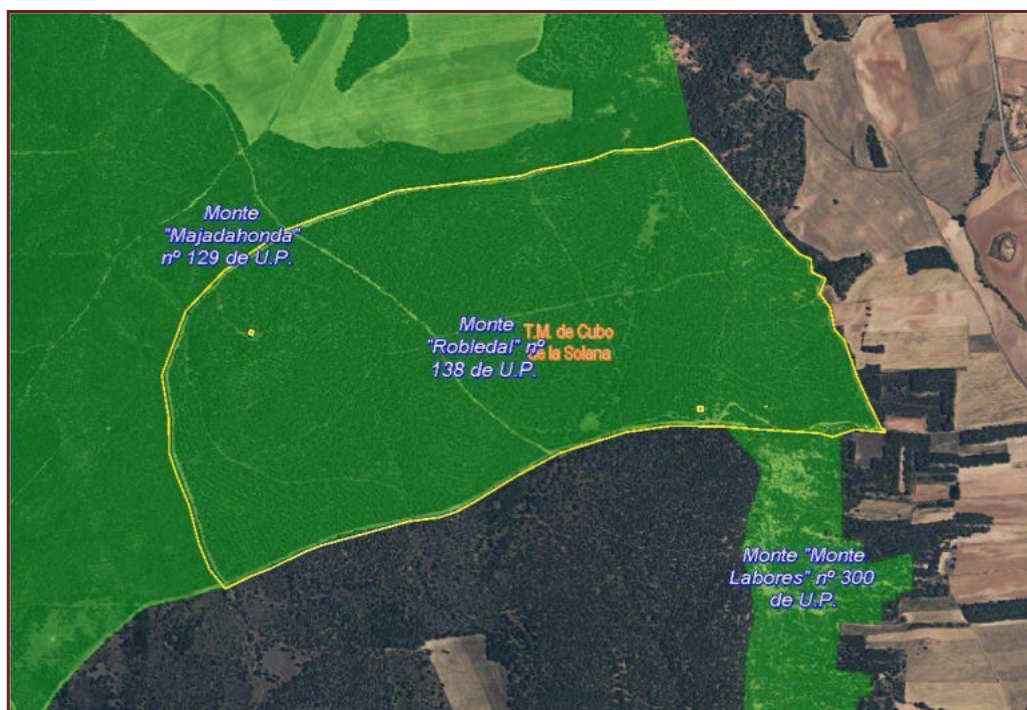 Monte
"Majadahonda"
nº 129 de U.P.
Monte
"Robledal" nº
138 de U.P.
T.M. de Cubo
de la Solana
Monte "Monte
Labores" nº 300
de U.P.